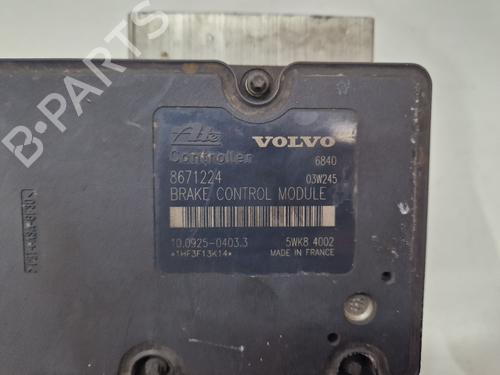 B-PARTS
Ate VOLVO
Controller 6840
8671224 03W245
BRAKE CONTROL MODULE
10.0925-0403.3 5WK8 4002
*1HF3F13K14* MADE IN FRANCE